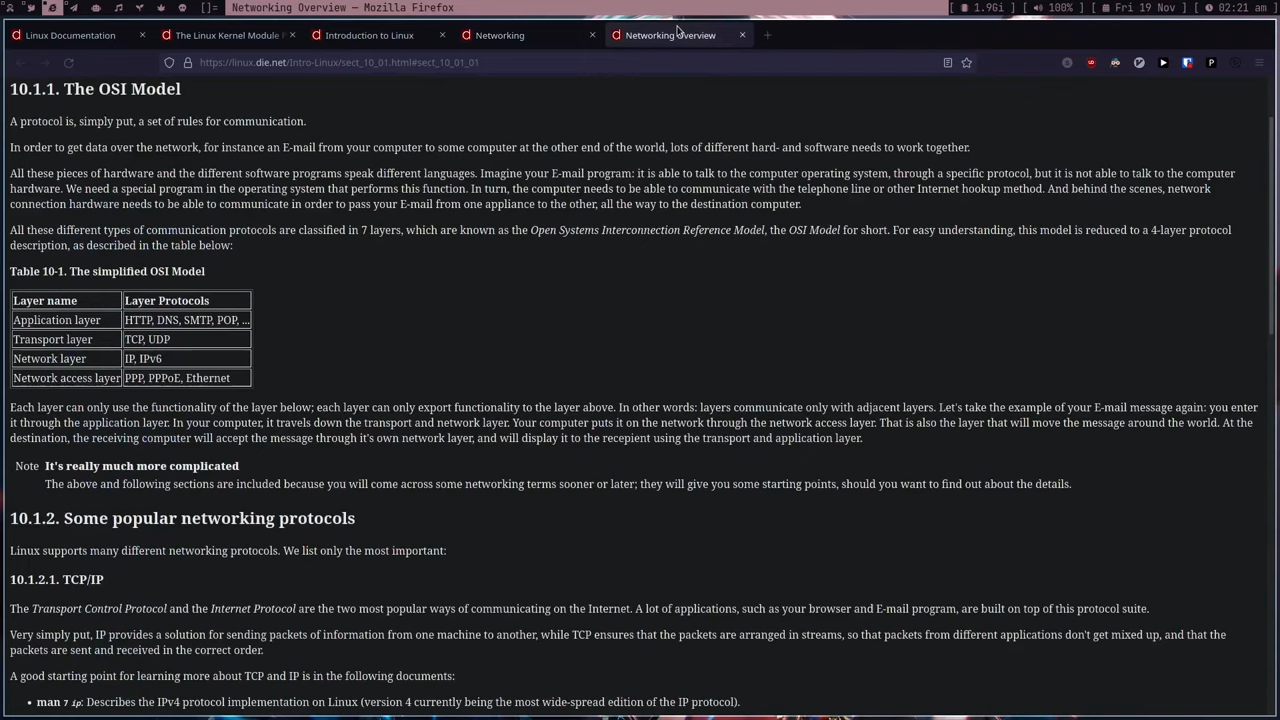 []=
Networking Overview — Mozilla Firefox
1.9Gi
100%
Fri 19 Nov
02:21 am
Linux Documentation
The Linux Kernel Module P
Introduction to Linux
Networking
Networking Overview
https://linux.die.net/Intro-Linux/sect_10_01.html#sect_10_01_01
10.1.1. The OSI Model
A protocol is, simply put, a set of rules for communication.
In order to get data over the network, for instance an E-mail from your computer to some computer at the other end of the world, lots of different hard- and software needs to work together.
All these pieces of hardware and the different software programs speak different languages. Imagine your E-mail program: it is able to talk to the computer operating system, through a specific protocol, but it is not able to talk to the computer
hardware. We need a special program in the operating system that performs this function. In turn, the computer needs to be able to communicate with the telephone line or other Internet hookup method. And behind the scenes, network
connection hardware needs to be able to communicate in order to pass your E-mail from one appliance to the other, all the way to the destination computer.
All these different types of communication protocols are classified in 7 layers, which are known as the Open Systems Interconnection Reference Model, the OSI Model for short. For easy understanding, this model is reduced to a 4-layer protocol
description, as described in the table below:
Table 10-1. The simplified OSI Model
Layer name Layer Protocols
Application layer HTTP, DNS, SMTP, POP, ...
Transport layer TCP, UDP
Network layer IP, IPv6
Network access layer PPP, PPPoE, Ethernet
Each layer can only use the functionality of the layer below; each layer can only export functionality to the layer above. In other words: layers communicate only with adjacent layers. Let's take the example of your E-mail message again: you enter
it through the application layer. In your computer, it travels down the transport and network layer. Your computer puts it on the network through the network access layer. That is also the layer that will move the message around the world. At the
destination, the receiving computer will accept the message through it's own network layer, and will display it to the recepient using the transport and application layer.
Note It's really much more complicated
The above and following sections are included because you will come across some networking terms sooner or later; they will give you some starting points, should you want to find out about the details.
10.1.2. Some popular networking protocols
Linux supports many different networking protocols. We list only the most important:
10.1.2.1. TCP/IP
The Transport Control Protocol and the Internet Protocol are the two most popular ways of communicating on the Internet. A lot of applications, such as your browser and E-mail program, are built on top of this protocol suite.
Very simply put, IP provides a solution for sending packets of information from one machine to another, while TCP ensures that the packets are arranged in streams, so that packets from different applications don't get mixed up, and that the
packets are sent and received in the correct order.
A good starting point for learning more about TCP and IP is in the following documents:
• man 7 ip: Describes the IPv4 protocol implementation on Linux (version 4 currently being the most wide-spread edition of the IP protocol).